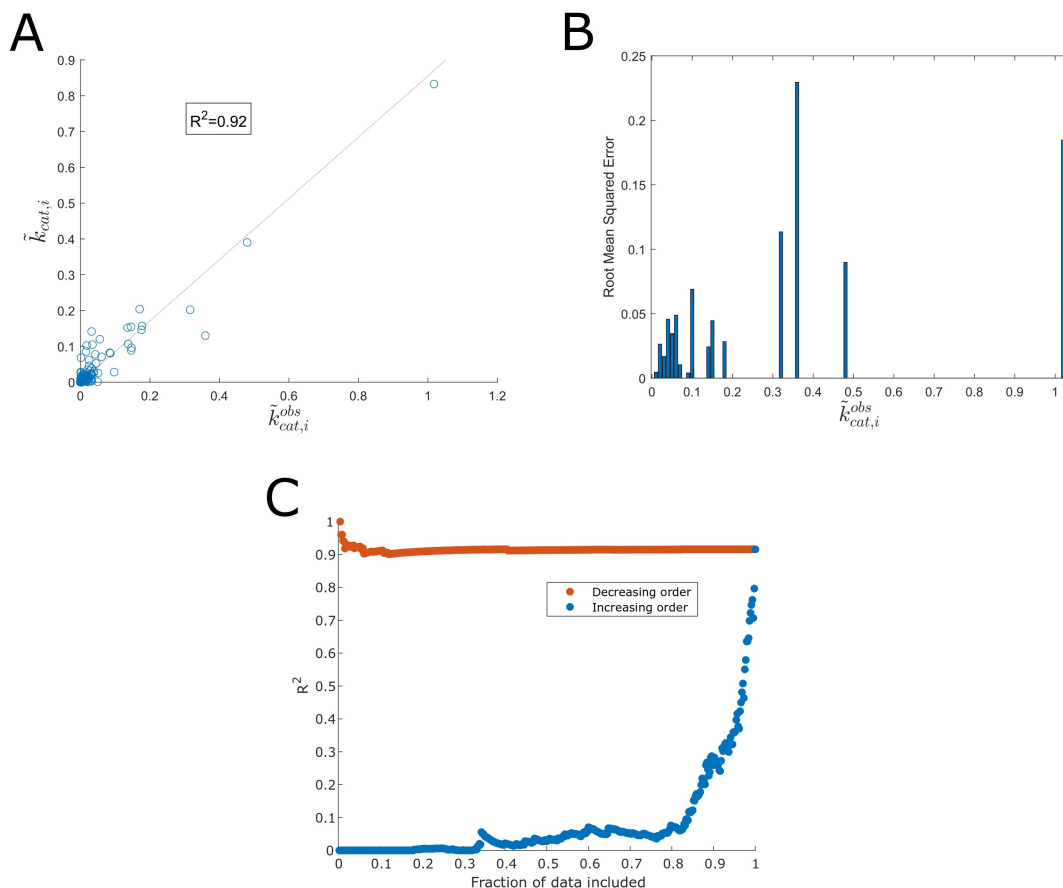 A
0.9
0.8
0.7
0.6
0.5
0.4
0.3
0.2
0.1
0
R²=0.92
k̃cat,i
0 0.2 0.4 0.6 0.8 1 1.2
k̃cat,i^obs
B
0.25
0.2
0.15
0.1
0.05
0
Root Mean Squared Error
0 0.1 0.2 0.3 0.4 0.5 0.6 0.7 0.8 0.9 1
k̃cat,i^obs
C
1
0.9
0.8
0.7
0.6
0.5
0.4
0.3
0.2
0.1
0
R²
Decreasing order
Increasing order
0 0.1 0.2 0.3 0.4 0.5 0.6 0.7 0.8 0.9 1
Fraction of data included